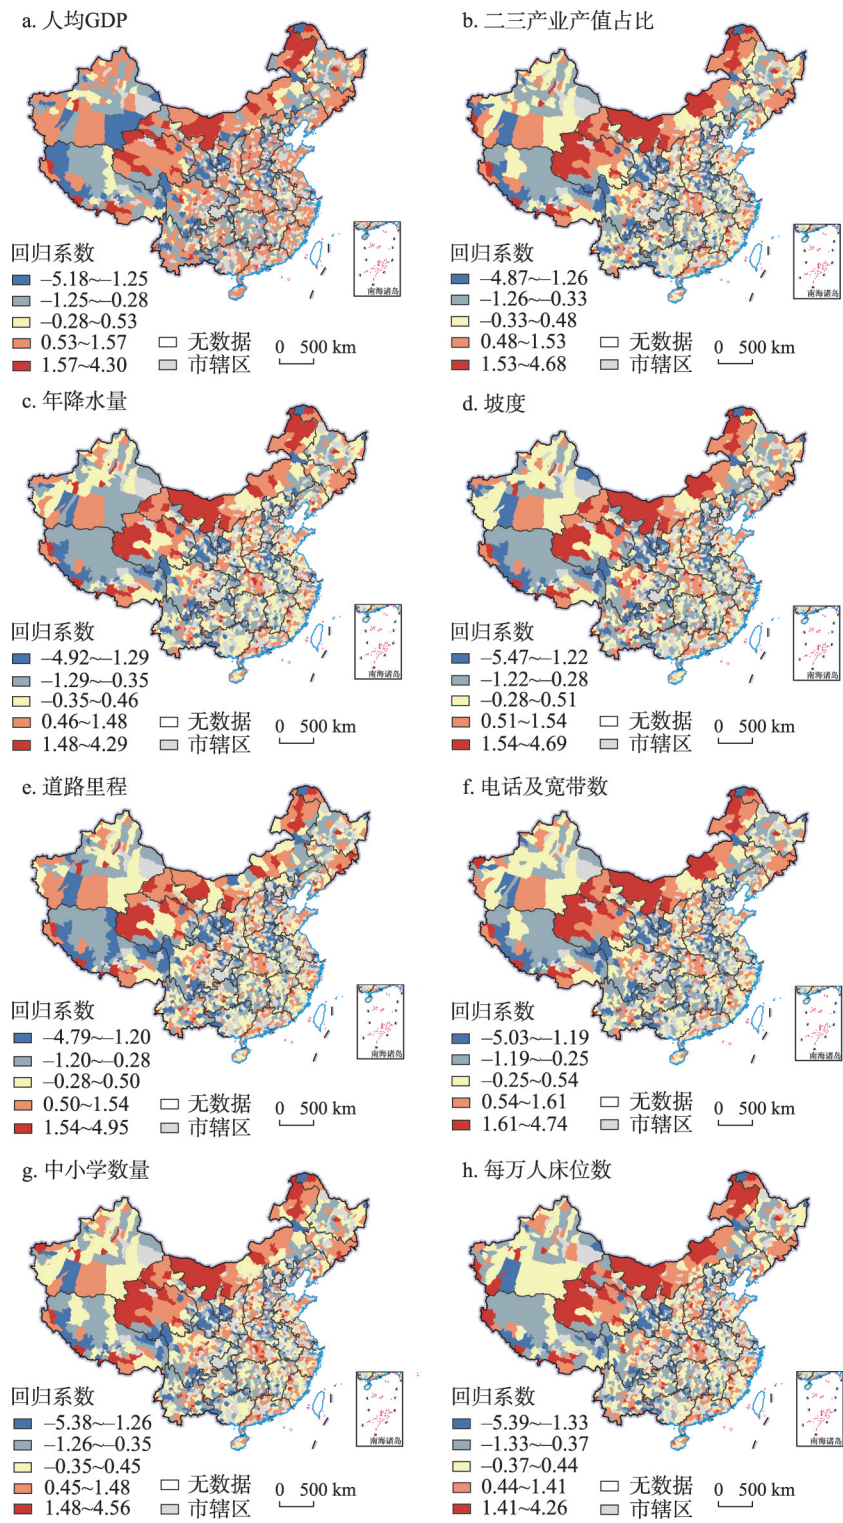 a. 人均GDP
回归系数
–5.18~–1.25
–1.25~–0.28
–0.28~0.53
0.53~1.57
1.57~4.30
无数据
市辖区
0 500 km
南海诸岛
b. 二三产业产值占比
回归系数
–4.87~–1.26
–1.26~–0.33
–0.33~0.48
0.48~1.53
1.53~4.68
无数据
市辖区
0 500 km
南海诸岛
c. 年降水量
回归系数
–4.92~–1.29
–1.29~–0.35
–0.35~0.46
0.46~1.48
1.48~4.29
无数据
市辖区
0 500 km
南海诸岛
d. 坡度
回归系数
–5.47~–1.22
–1.22~–0.28
–0.28~0.51
0.51~1.54
1.54~4.69
无数据
市辖区
0 500 km
南海诸岛
e. 道路里程
回归系数
–4.79~–1.20
–1.20~–0.28
–0.28~0.50
0.50~1.54
1.54~4.95
无数据
市辖区
0 500 km
南海诸岛
f. 电话及宽带数
回归系数
–5.03~–1.19
–1.19~–0.25
–0.25~0.54
0.54~1.61
1.61~4.74
无数据
市辖区
0 500 km
南海诸岛
g. 中小学数量
回归系数
–5.38~–1.26
–1.26~–0.35
–0.35~0.45
0.45~1.48
1.48~4.56
无数据
市辖区
0 500 km
南海诸岛
h. 每万人床位数
回归系数
–5.39~–1.33
–1.33~–0.37
–0.37~0.44
0.44~1.41
1.41~4.26
无数据
市辖区
0 500 km
南海诸岛